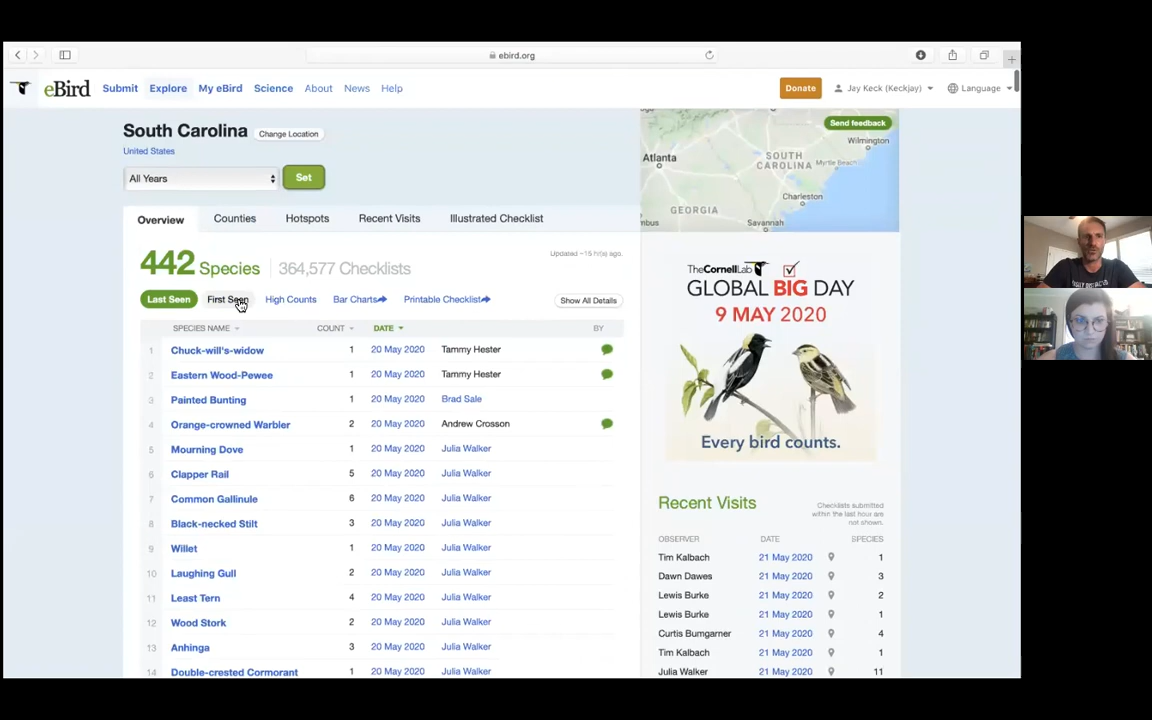 ebird.org
eBird Submit Explore My eBird Science About News Help Donate Jay Keck (Keckjay) Language
South Carolina Change Location
United States
All Years Set
Overview Counties Hotspots Recent Visits Illustrated Checklist
442 Species 364,577 Checklists
Updated ~15 hr(s) ago.
Last Seen First Seen High Counts Bar Charts Printable Checklist Show All Details
SPECIES NAME COUNT DATE BY
1 Chuck-will's-widow 1 20 May 2020 Tammy Hester
2 Eastern Wood-Pewee 1 20 May 2020 Tammy Hester
3 Painted Bunting 1 20 May 2020 Brad Sale
4 Orange-crowned Warbler 2 20 May 2020 Andrew Crosson
5 Mourning Dove 1 20 May 2020 Julia Walker
6 Clapper Rail 5 20 May 2020 Julia Walker
7 Common Gallinule 6 20 May 2020 Julia Walker
8 Black-necked Stilt 3 20 May 2020 Julia Walker
9 Willet 1 20 May 2020 Julia Walker
10 Laughing Gull 2 20 May 2020 Julia Walker
11 Least Tern 4 20 May 2020 Julia Walker
12 Wood Stork 2 20 May 2020 Julia Walker
13 Anhinga 3 20 May 2020 Julia Walker
14 Double-crested Cormorant 1 20 May 2020 Julia Walker
Send feedback
Atlanta
Wilmington
SOUTH
CAROLINA
Myrtle Beach
Charleston
GEORGIA
Savannah
mbus
TheCornellLab
GLOBAL BIG DAY
9 MAY 2020
Every bird counts.
Recent Visits
Checklists submitted
within the last hour are
not shown.
OBSERVER DATE SPECIES
Tim Kalbach 21 May 2020 1
Dawn Dawes 21 May 2020 3
Lewis Burke 21 May 2020 2
Lewis Burke 21 May 2020 1
Curtis Bumgarner 21 May 2020 4
Tim Kalbach 21 May 2020 1
Julia Walker 21 May 2020 11